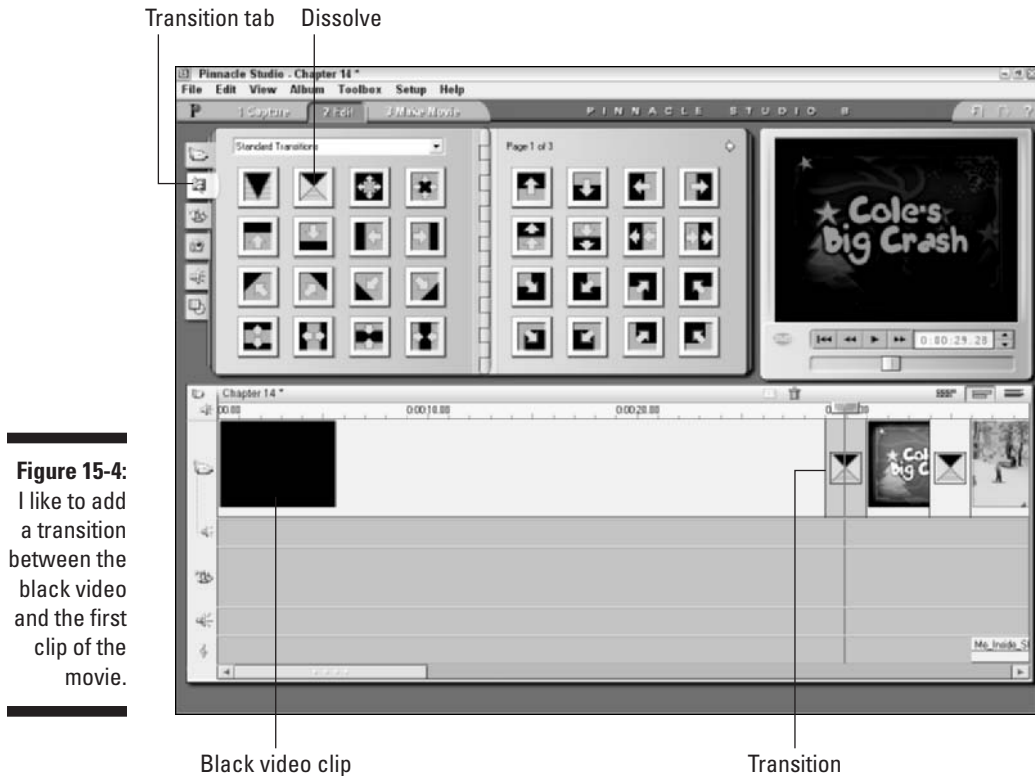 Transition tab Dissolve
Pinnacle Studio - Chapter 14 *
File Edit View Album Toolbox Setup Help
P 1 Capture 2 Edit 3 Make Movie PINNACLE STUDIO 8
Standard Transitions
Page 1 of 3
Cole's
Big Crash
0:00:29.28
Chapter 14 *
0:00:10.00 0:00:20.00
Col
Big C
Me_Inside_S
Figure 15-4:
I like to add
a transition
between the
black video
and the first
clip of the
movie.
Black video clip Transition